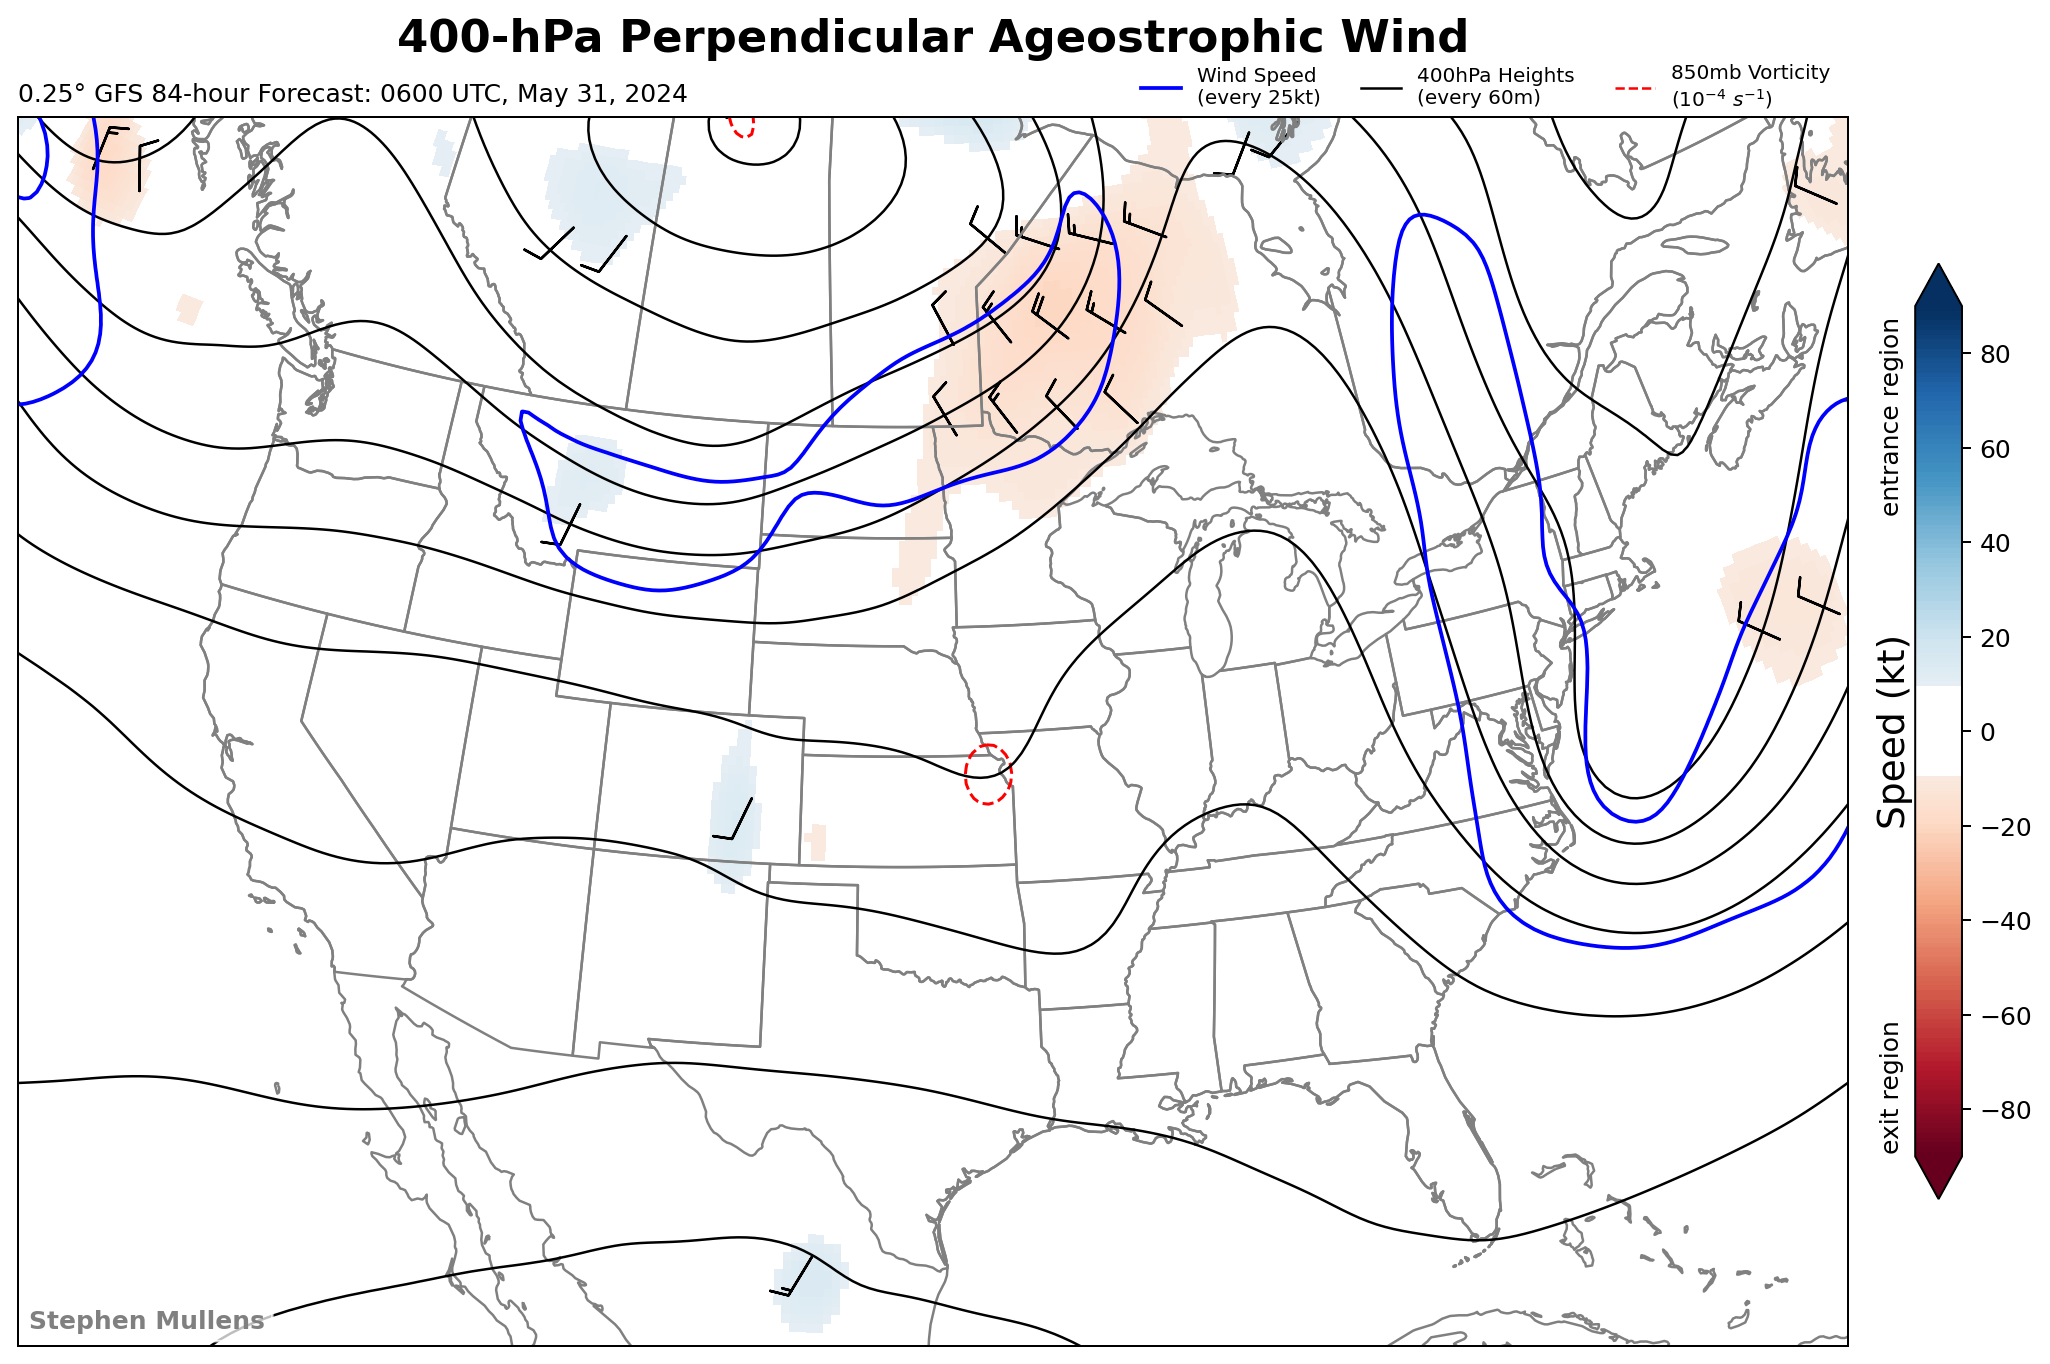 400-hPa Perpendicular Ageostrophic Wind
0.25° GFS 84-hour Forecast: 0600 UTC, May 31, 2024
Wind Speed
(every 25kt)
400hPa Heights
(every 60m)
850mb Vorticity
(10⁻⁴ s⁻¹)
entrance region
Speed (kt)
exit region
80
60
40
20
0
−20
−40
−60
−80
Stephen Mullens